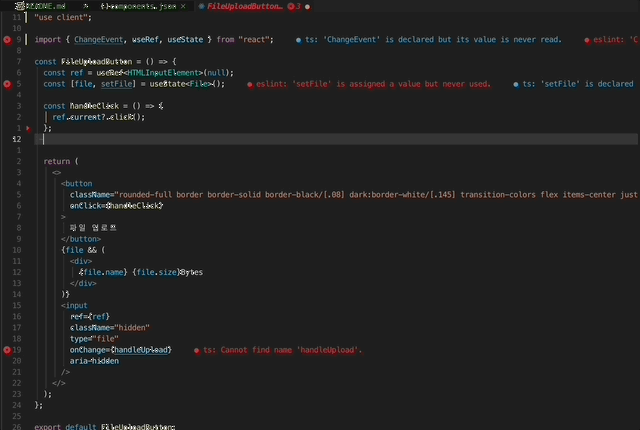 README.md components.json FileUploadButton… 3
11 "use client";
10
9 import { ChangeEvent, useRef, useState } from "react"; ts: 'ChangeEvent' is declared but its value is never read. eslint: 'C
8
7 const FileUploadButton = () => {
6 const ref = useRef<HTMLInputElement>(null);
5 const [file, setFile] = useState<File>(); eslint: 'setFile' is assigned a value but never used. ts: 'setFile' is declared
4
3 const handleClick = () => {
2 ref.current?.click();
1 };
12
1
2 return (
3 <>
4 <button
5 className="rounded-full border border-solid border-black/[.08] dark:border-white/[.145] transition-colors flex items-center just
6 onClick={handleClick}
7 >
8 파일 업로드
9 </button>
10 {file && (
11 <div>
12 {file.name} {file.size}Bytes
13 </div>
14 )}
15 <input
16 ref={ref}
17 className="hidden"
18 type="file"
19 onChange={handleUpload} ts: Cannot find name 'handleUpload'.
20 aria-hidden
21 />
22 </>
23 );
24 };
25
26 export default FileUploadButton;